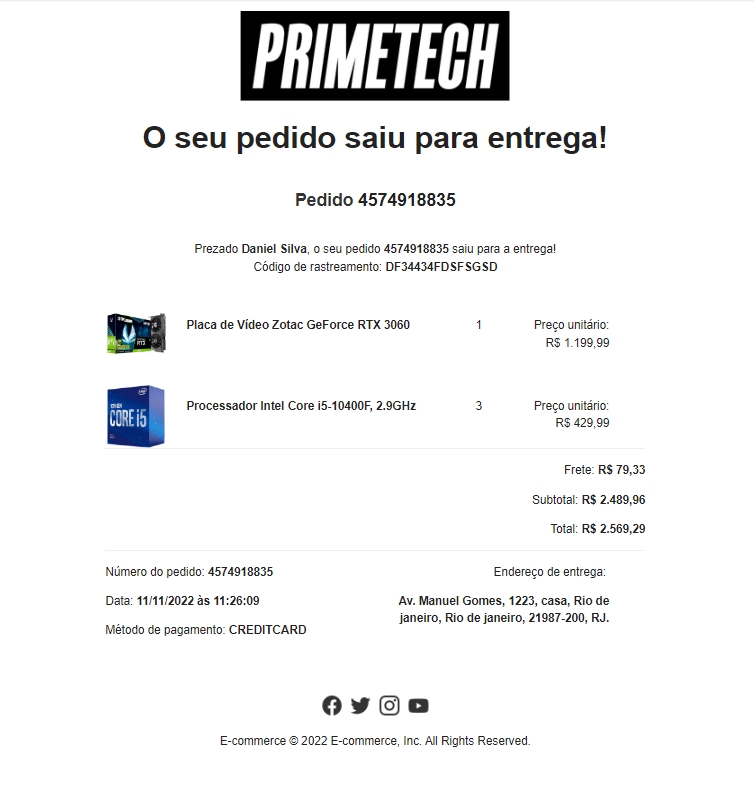 PRIMETECH
O seu pedido saiu para entrega!
Pedido 4574918835
Prezado Daniel Silva, o seu pedido 4574918835 saiu para a entrega!
Código de rastreamento: DF34434FDSFSGSD
Placa de Vídeo Zotac GeForce RTX 3060 1 Preço unitário:
R$ 1.199,99
CORE i5
Processador Intel Core i5-10400F, 2.9GHz 3 Preço unitário:
R$ 429,99
Frete: R$ 79,33
Subtotal: R$ 2.489,96
Total: R$ 2.569,29
Número do pedido: 4574918835
Data: 11/11/2022 às 11:26:09
Método de pagamento: CREDITCARD
Endereço de entrega:
Av. Manuel Gomes, 1223, casa, Rio de
janeiro, Rio de janeiro, 21987-200, RJ.
E-commerce © 2022 E-commerce, Inc. All Rights Reserved.